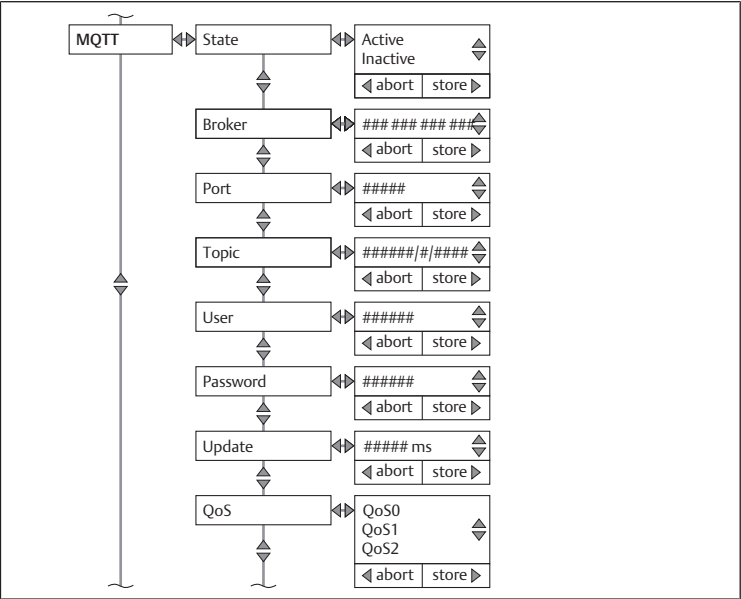 MQTT State Active
Inactive
abort store
Broker ### ### ### ###
abort store
Port #####
abort store
Topic ######/#/####
abort store
User ######
abort store
Password ######
abort store
Update ##### ms
abort store
QoS QoS0
QoS1
QoS2
abort store